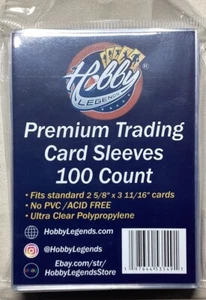 Hobby
LEGENDS
Premium Trading
Card Sleeves
100 Count
• Fits standard 2 5/8" x 3 11/16" cards
• No PVC /ACID FREE
• Ultra Clear Polypropylene
HobbyLegends.com
@HobbyLegends
Ebay.com/str/
HobbyLegendsStore